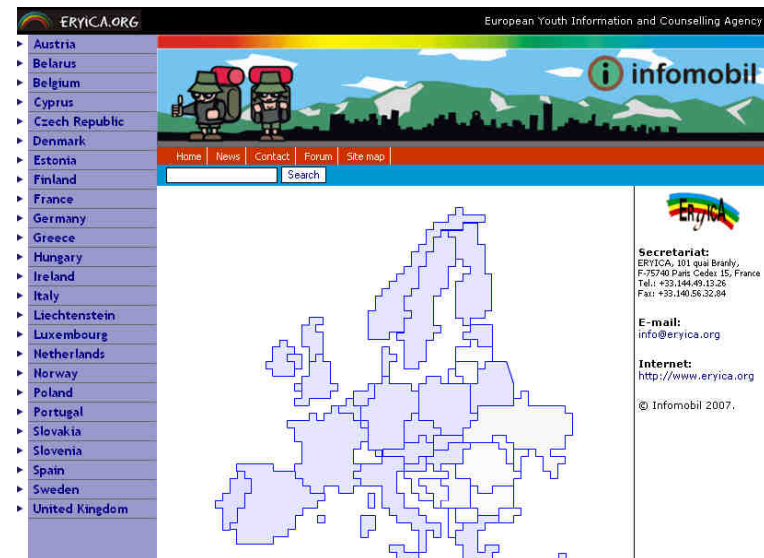 ERYiCA.ORG
European Youth Information and Counselling Agency
Austria
Belarus
Belgium
Cyprus
Czech Republic
Denmark
Estonia
Finland
France
Germany
Greece
Hungary
Ireland
Italy
Liechtenstein
Luxembourg
Netherlands
Norway
Poland
Portugal
Slovakia
Slovenia
Spain
Sweden
United Kingdom
i infomobil
Home News Contact Forum Site map
Search
ERyICA
Secretariat:
ERYICA, 101 quai Branly,
F-75740 Paris Cedex 15, France
Tel.: +33.144.49.13.26
Fax: +33.140.56.32.84
E-mail:
info@eryica.org
Internet:
http://www.eryica.org
© Infomobil 2007.